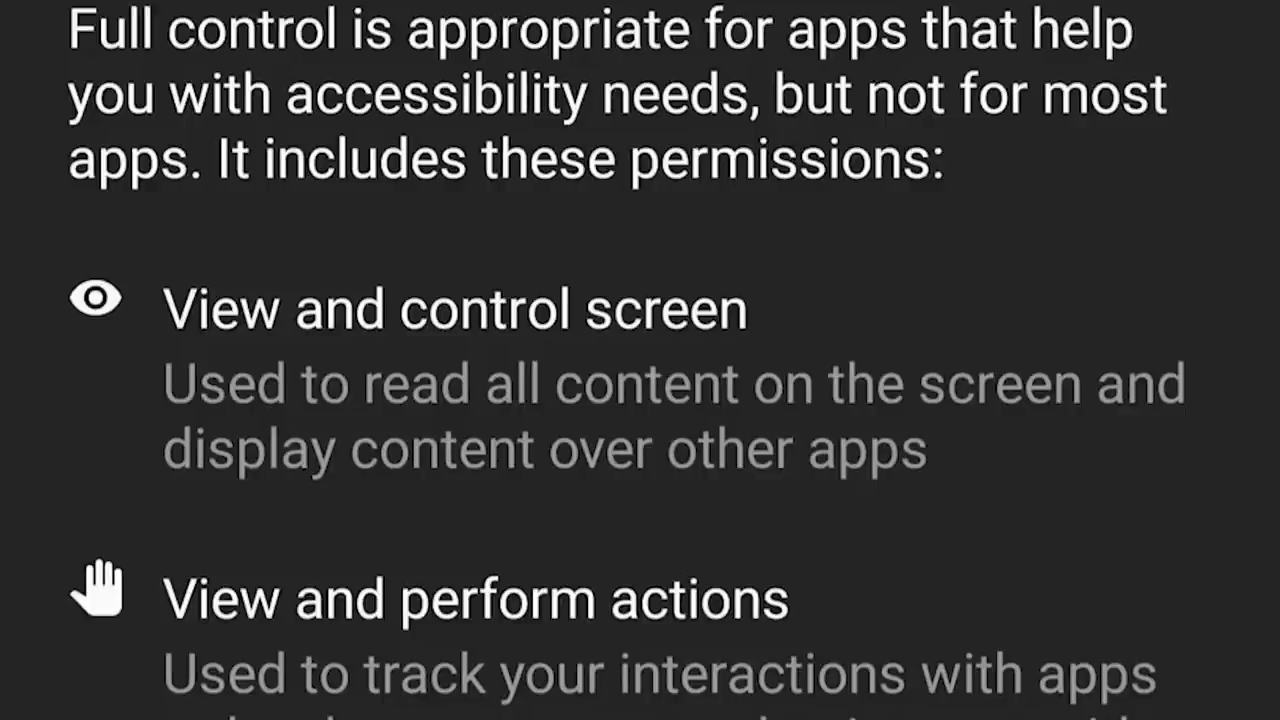 Full control is appropriate for apps that help
you with accessibility needs, but not for most
apps. It includes these permissions:
View and control screen
Used to read all content on the screen and
display content over other apps
View and perform actions
Used to track your interactions with apps